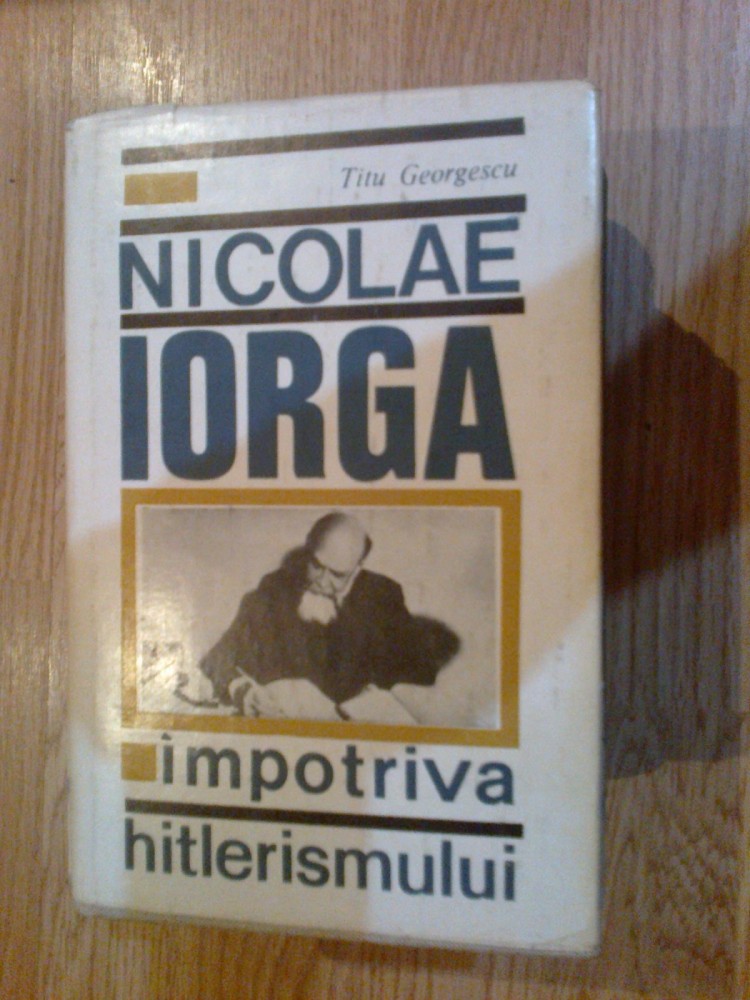 Titu Georgescu
NICOLAE
IORGA
împotriva
hitlerismului